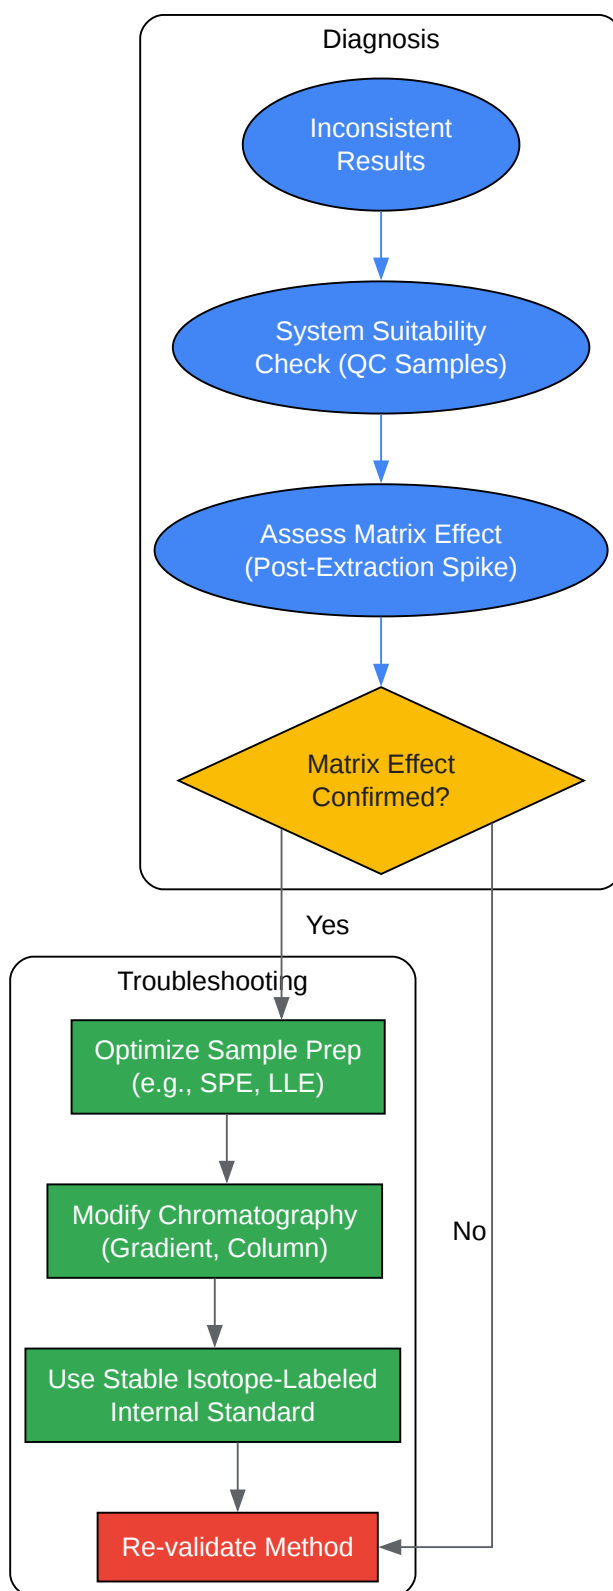 Diagnosis
Inconsistent
Results
System Suitability
Check (QC Samples)
Assess Matrix Effect
(Post-Extraction Spike)
Matrix Effect
Confirmed?
Yes
Troubleshooting
Optimize Sample Prep
(e.g., SPE, LLE)
Modify Chromatography
(Gradient, Column)
No
Use Stable Isotope-Labeled
Internal Standard
Re-validate Method